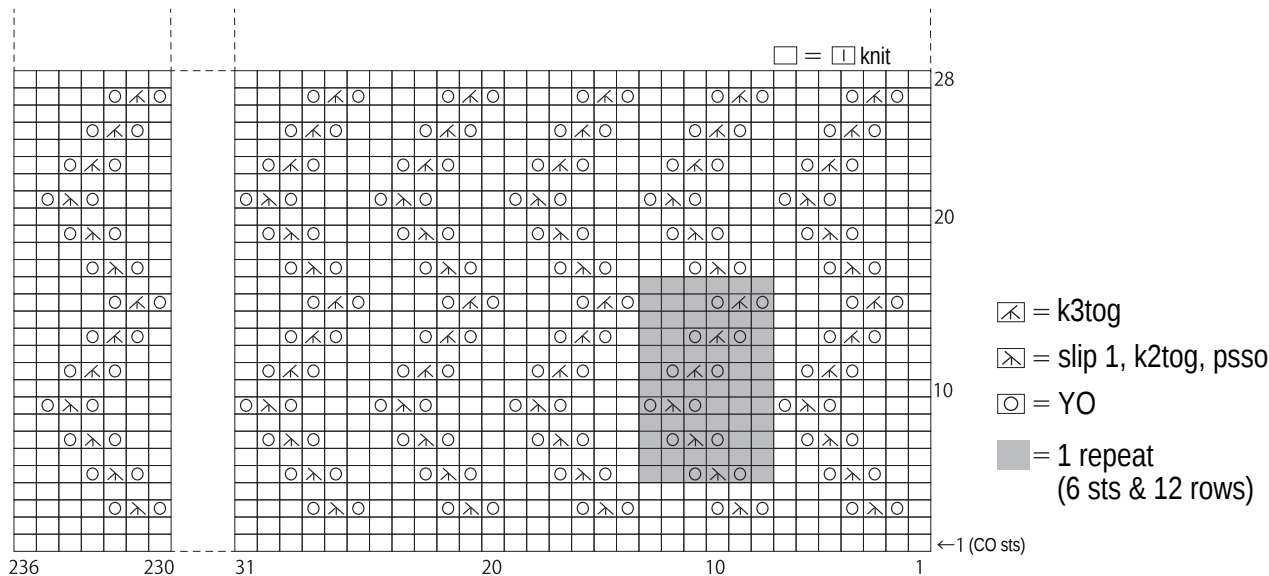 = knit
28
20
10
←1 (CO sts)
236 230 31 20 10 1
= k3tog
= slip 1, k2tog, psso
= YO
= 1 repeat
(6 sts & 12 rows)